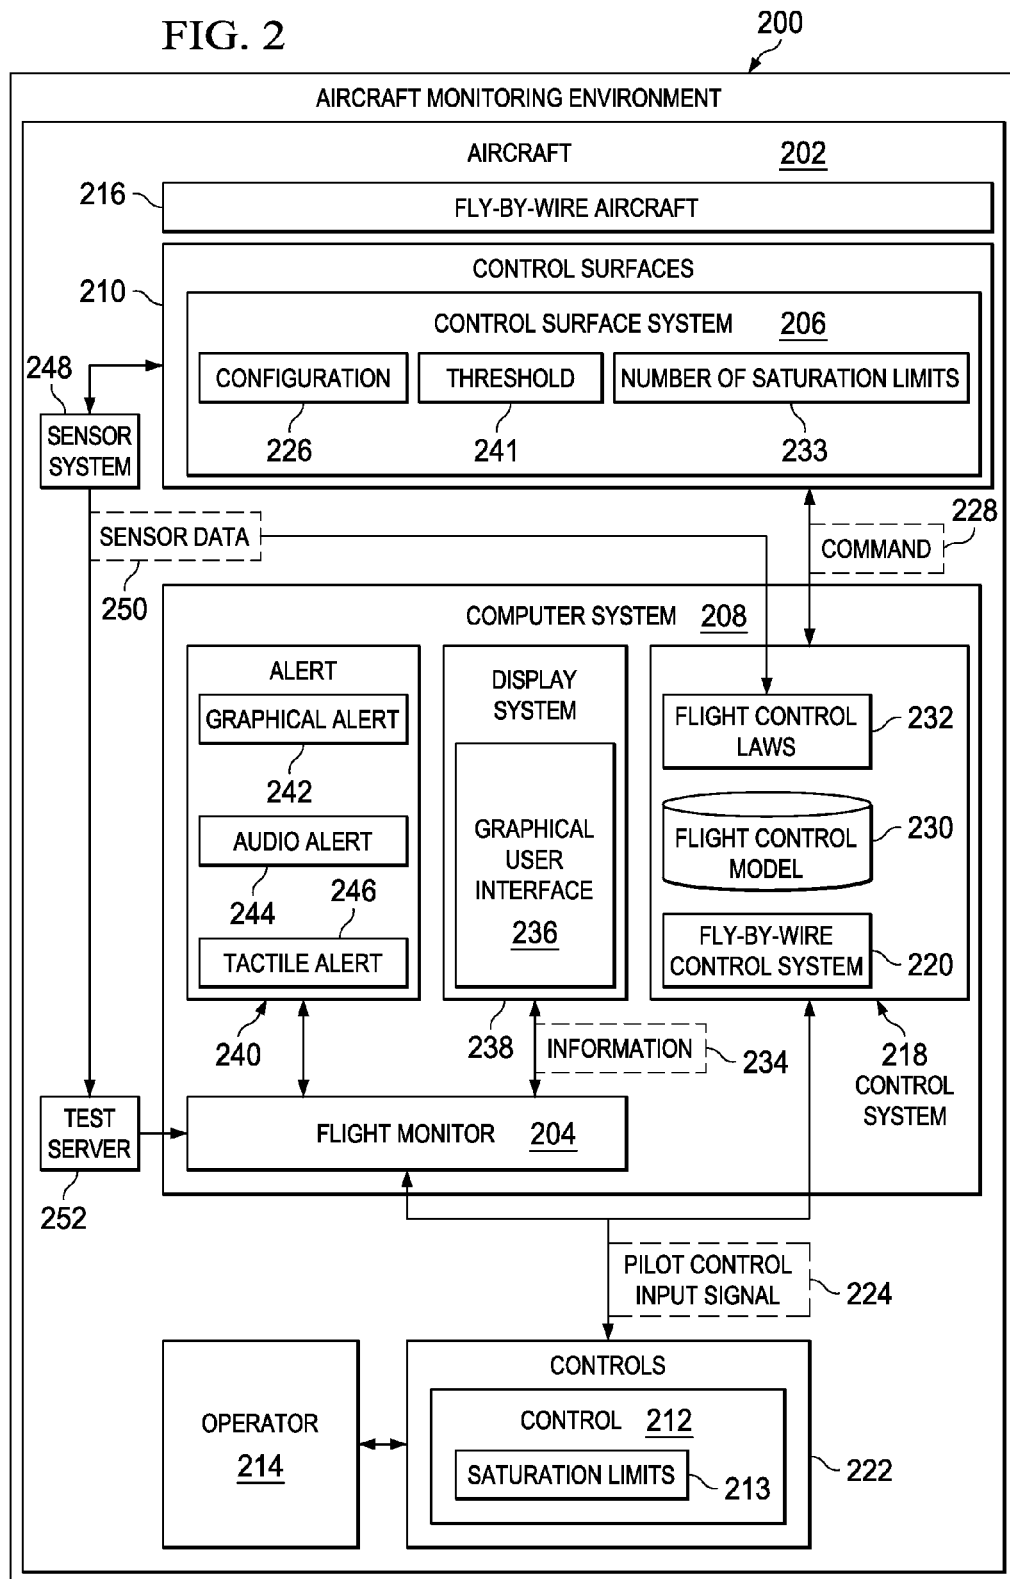 FIG. 2
200
AIRCRAFT MONITORING ENVIRONMENT
AIRCRAFT 202
216
FLY-BY-WIRE AIRCRAFT
CONTROL SURFACES
210
CONTROL SURFACE SYSTEM 206
CONFIGURATION
THRESHOLD
NUMBER OF SATURATION LIMITS
226
241
233
248
SENSOR
SYSTEM
SENSOR DATA
250
228
COMMAND
COMPUTER SYSTEM 208
ALERT
GRAPHICAL ALERT
242
AUDIO ALERT
244
246
TACTILE ALERT
240
DISPLAY
SYSTEM
GRAPHICAL
USER
INTERFACE
236
238
INFORMATION
234
FLIGHT CONTROL
LAWS
232
FLIGHT CONTROL
MODEL
230
FLY-BY-WIRE
CONTROL SYSTEM
220
218
CONTROL
SYSTEM
TEST
SERVER
252
FLIGHT MONITOR 204
PILOT CONTROL
INPUT SIGNAL
224
OPERATOR
214
CONTROLS
CONTROL 212
SATURATION LIMITS
213
222